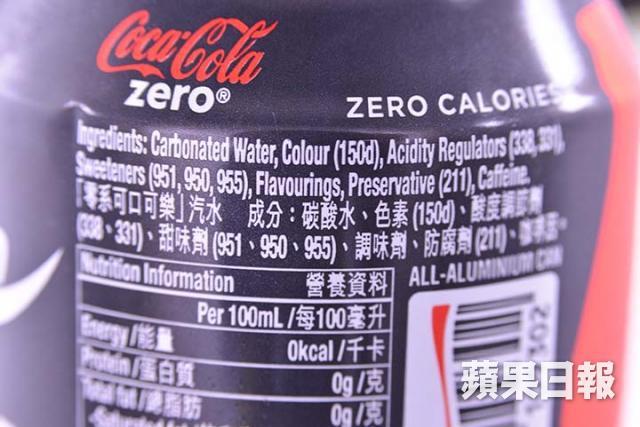 Coca-Cola
zero®
ZERO CALORIES
Ingredients: Carbonated Water, Colour (150d), Acidity Regulators (338, 331),
Sweeteners (951, 950, 955), Flavourings, Preservative (211), Caffeine.
「零系可口可樂」汽水 成分：碳酸水、色素 (150d)、酸度調節劑
(338、331)、甜味劑 (951、950、955)、調味劑、防腐劑 (211)、咖啡因。
ALL-ALUMINIUM CAN
Nutrition Information 營養資料
Per 100mL /每100毫升
Energy /能量 0kcal /千卡
Protein /蛋白質 0g /克
Total fat /總脂肪 0g /克
蘋果日報